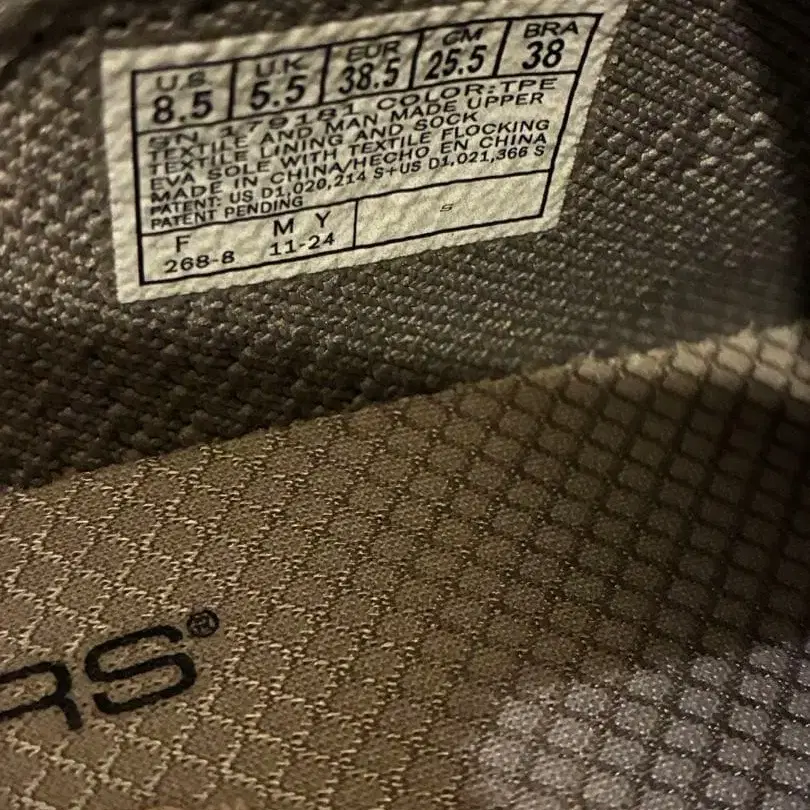 U.S. U.K EUR CM BRA
8.5 5.5 38.5 25.5 38
SN 179181 COLOR:TPE
TEXTILE AND MAN MADE UPPER
TEXTILE LINING AND SOCK
EVA SOLE WITH TEXTILE FLOCKING
MADE IN CHINA/HECHO EN CHINA
PATENT: US D1,020,214 S+US D1,021,366 S
PATENT PENDING
F M Y
268-8 11-24
S
RS®